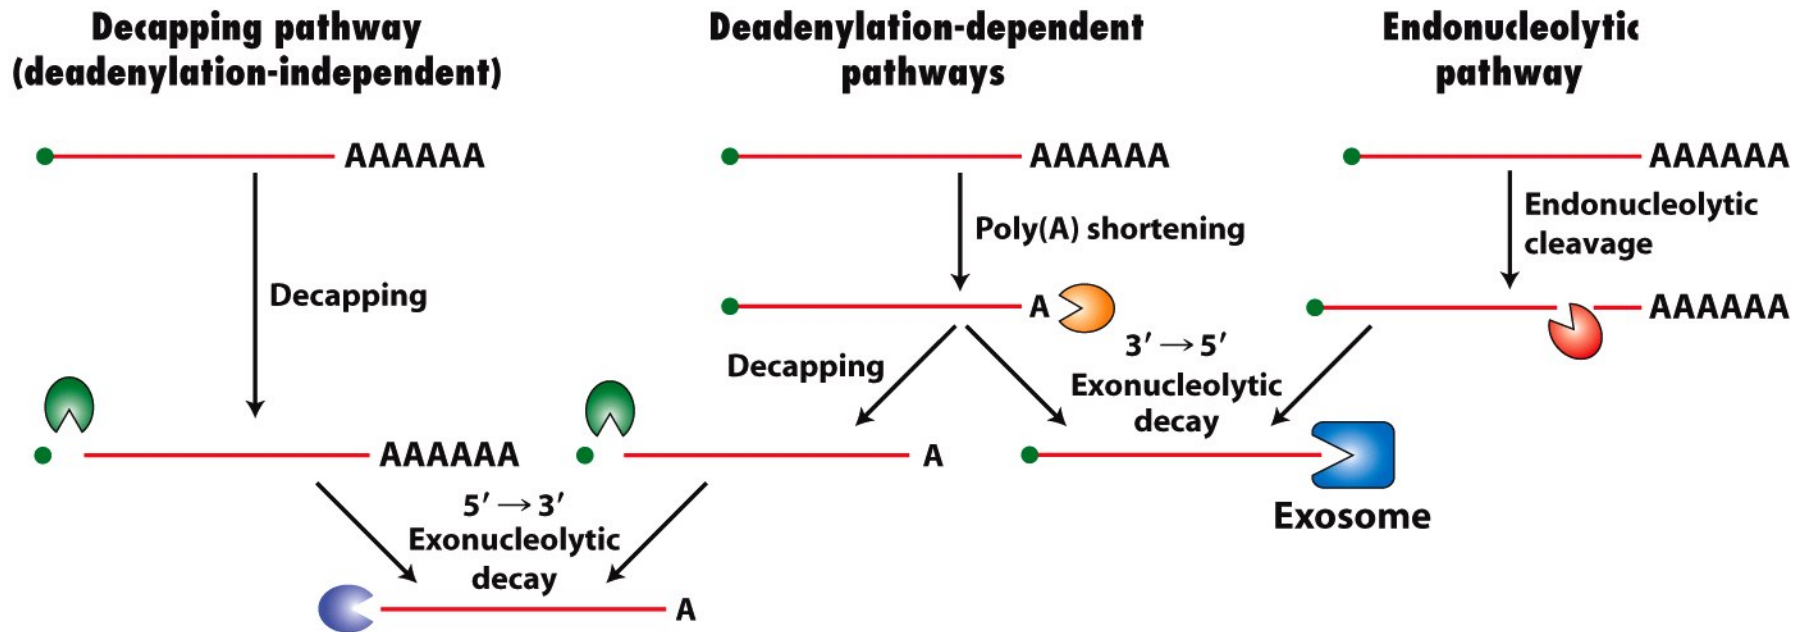 Decapping pathway
(deadenylation-independent)
AAAAAA
Decapping
AAAAAA
Deadenylation-dependent
pathways
AAAAAA
Poly(A) shortening
A
Decapping
A
5′ → 3′
Exonucleolytic
decay
A
Endonucleolytic
pathway
AAAAAA
Endonucleolytic
cleavage
AAAAAA
3′ → 5′
Exonucleolytic
decay
Exosome